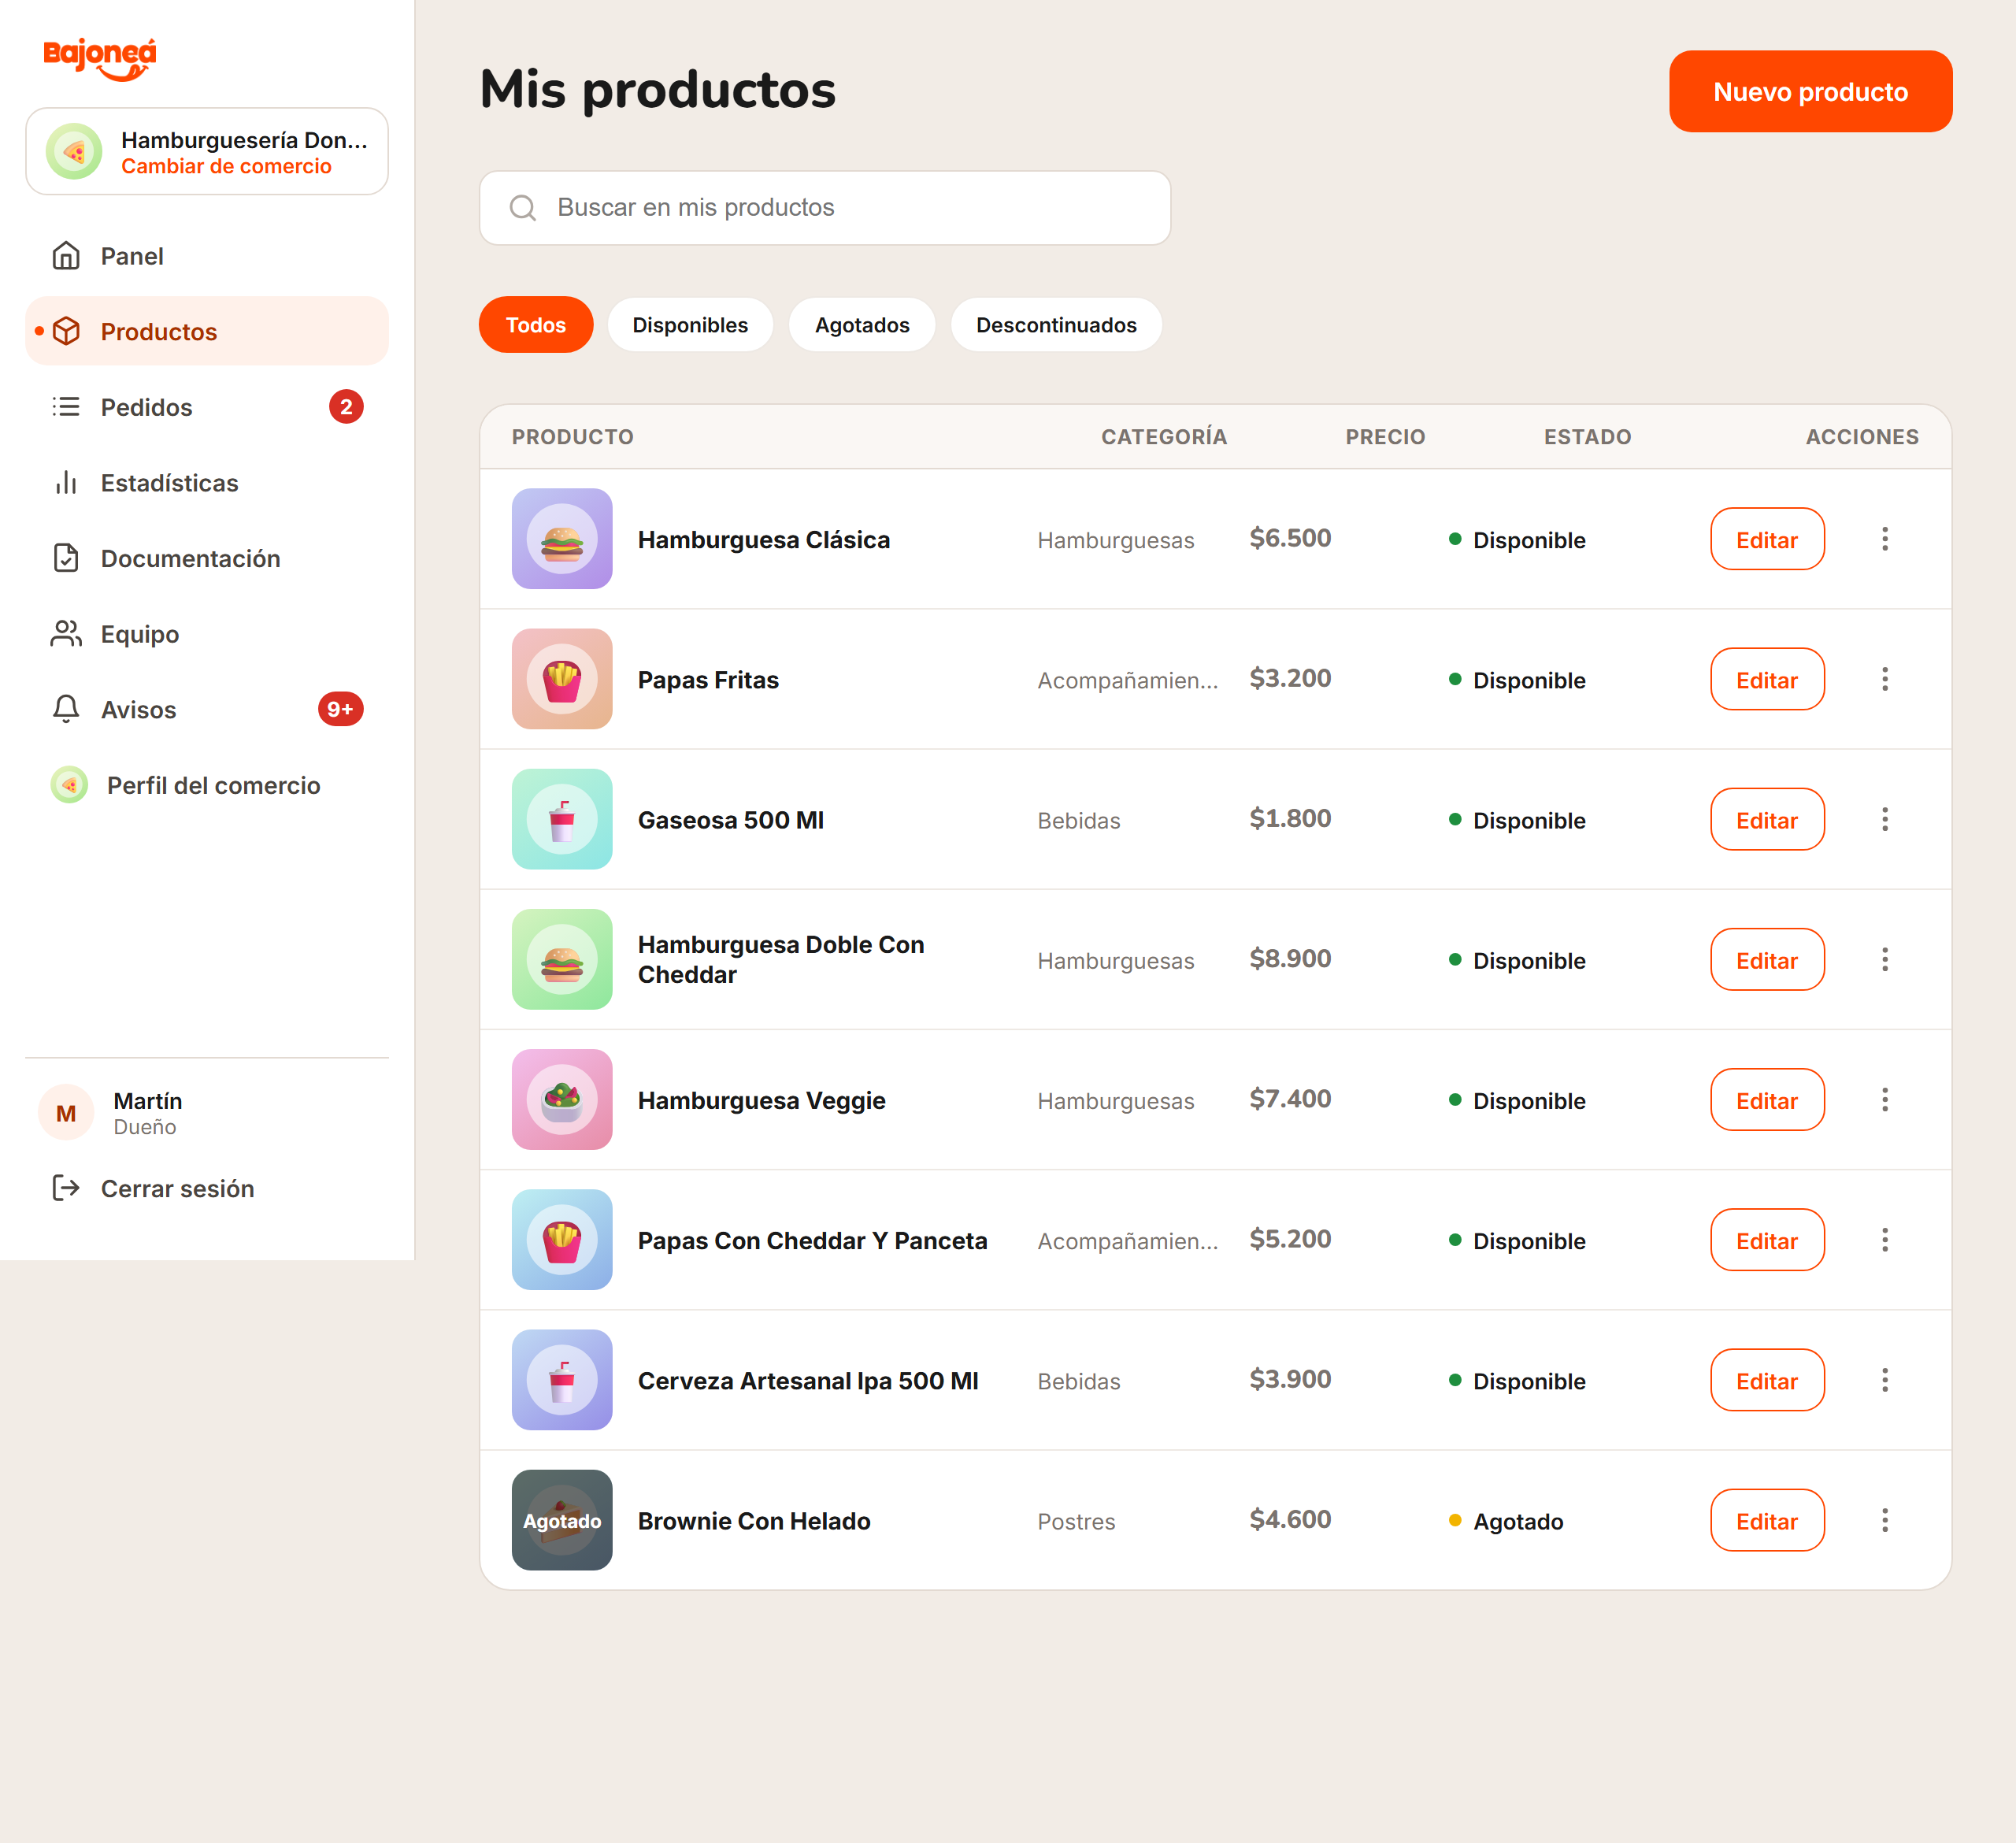 Bajoneá
Hamburguesería Don...
Cambiar de comercio
Panel
Productos
Pedidos 2
Estadísticas
Documentación
Equipo
Avisos 9+
Perfil del comercio
M
Martín
Dueño
Cerrar sesión
Mis productos
Nuevo producto
Buscar en mis productos
Todos Disponibles Agotados Descontinuados
PRODUCTO CATEGORÍA PRECIO ESTADO ACCIONES
Hamburguesa Clásica Hamburguesas $6.500 Disponible Editar
Papas Fritas Acompañamien... $3.200 Disponible Editar
Gaseosa 500 Ml Bebidas $1.800 Disponible Editar
Hamburguesa Doble Con
Cheddar Hamburguesas $8.900 Disponible Editar
Hamburguesa Veggie Hamburguesas $7.400 Disponible Editar
Papas Con Cheddar Y Panceta Acompañamien... $5.200 Disponible Editar
Cerveza Artesanal Ipa 500 Ml Bebidas $3.900 Disponible Editar
Agotado Brownie Con Helado Postres $4.600 Agotado Editar